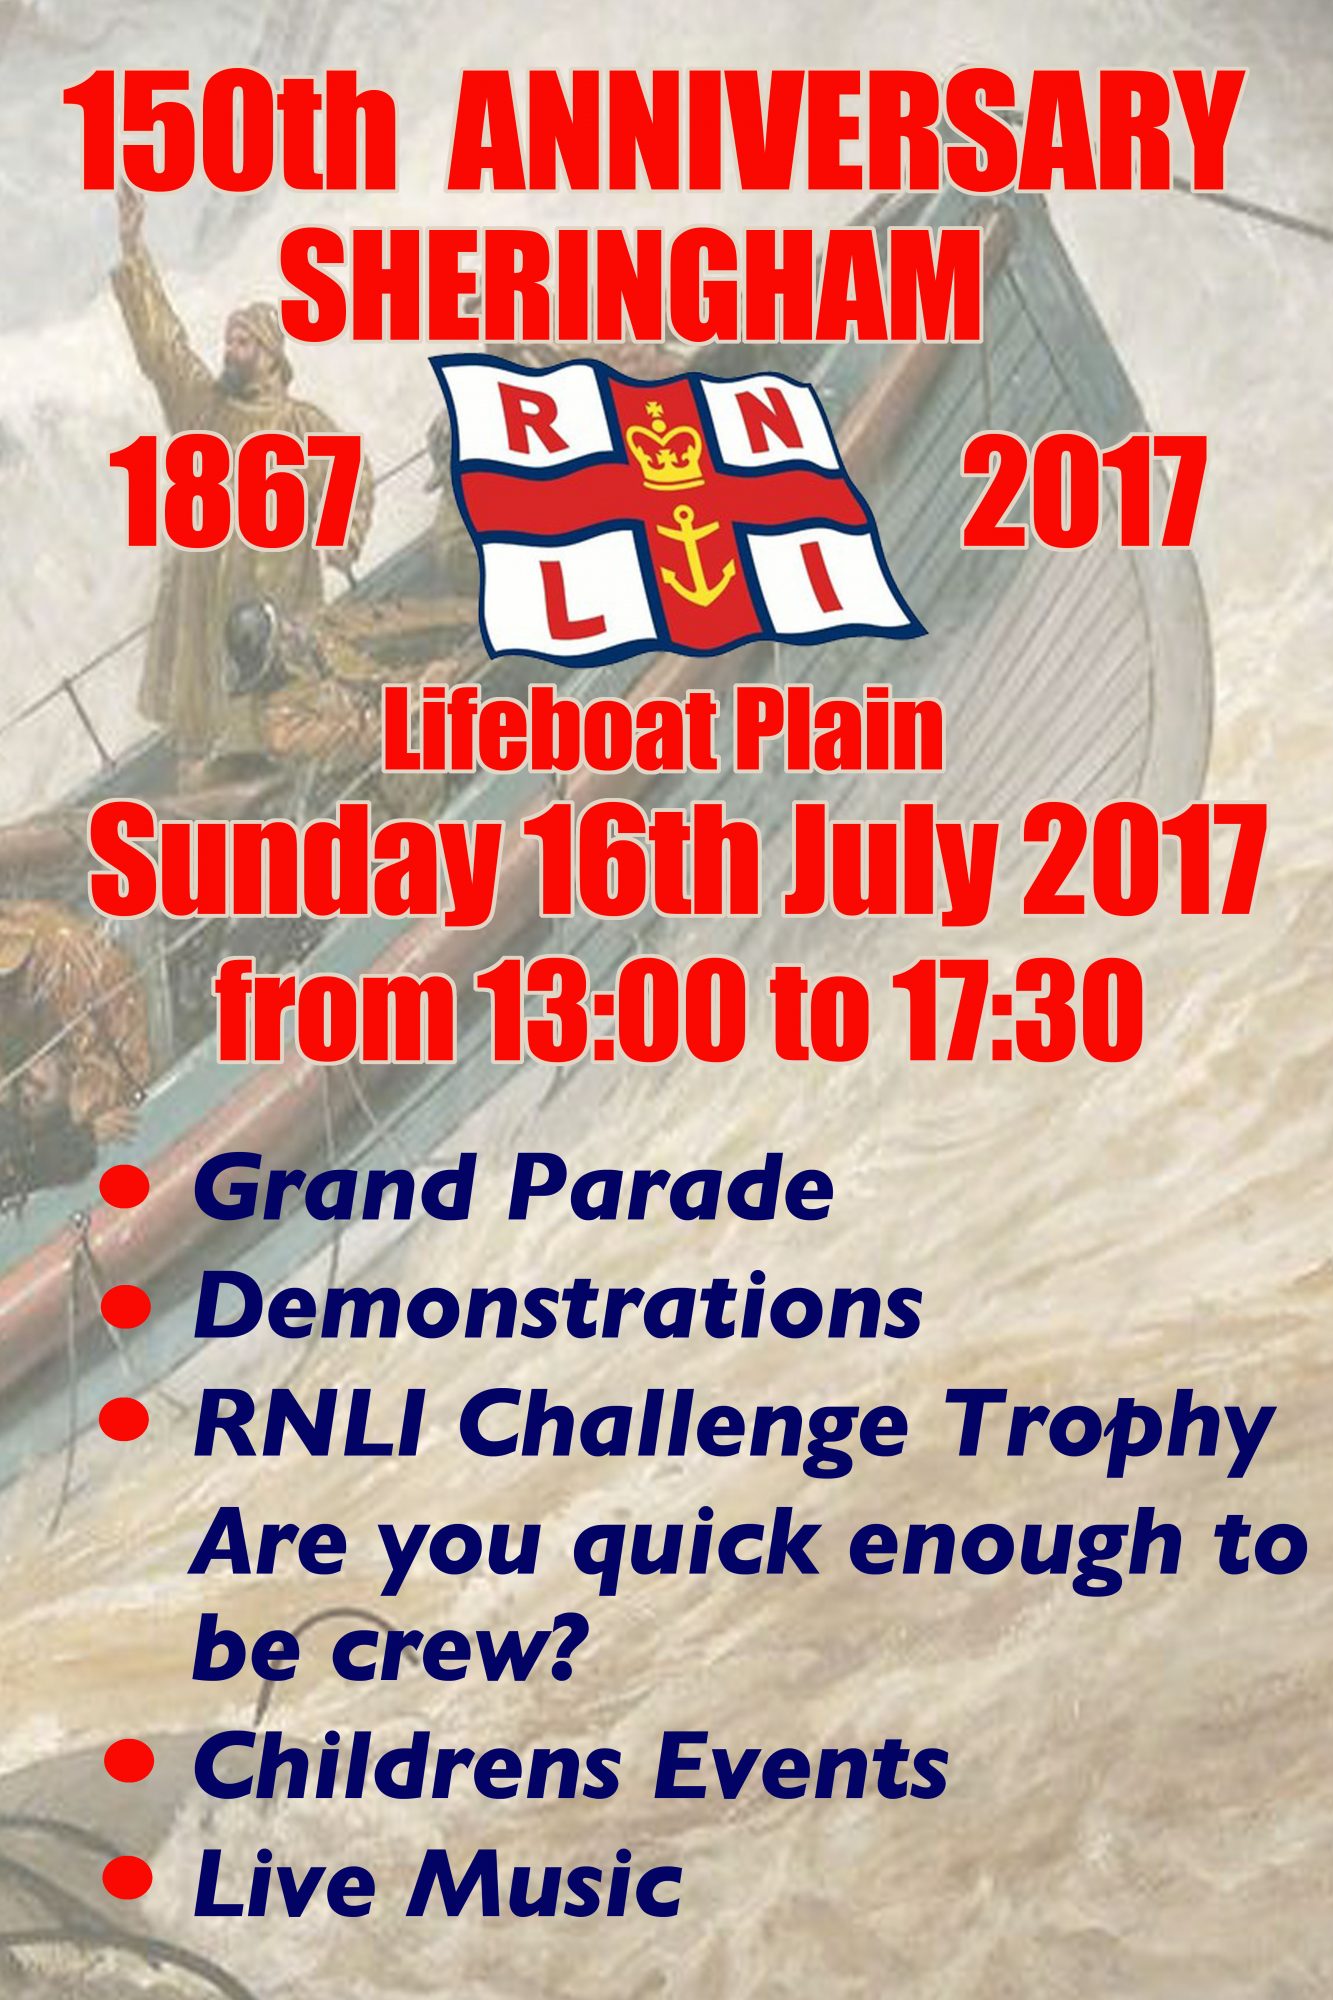 150th ANNIVERSARY
SHERINGHAM
R N
1867 2017
L I
Lifeboat Plain
Sunday 16th July 2017
from 13:00 to 17:30
• Grand Parade
• Demonstrations
• RNLI Challenge Trophy
Are you quick enough to
be crew?
• Childrens Events
• Live Music